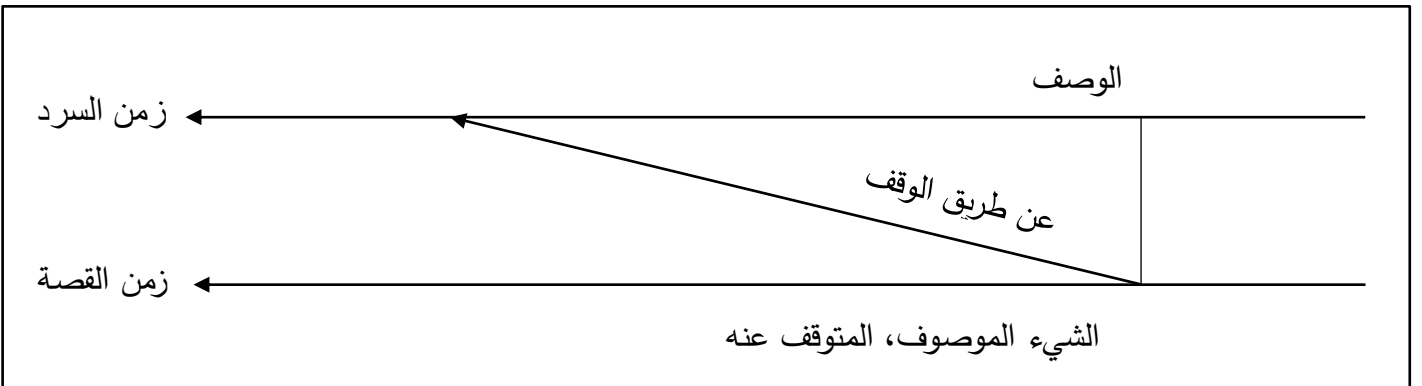 الوصف
زمن السرد
عن طريق الوقف
زمن القصة
الشيء الموصوف، المتوقف عنه